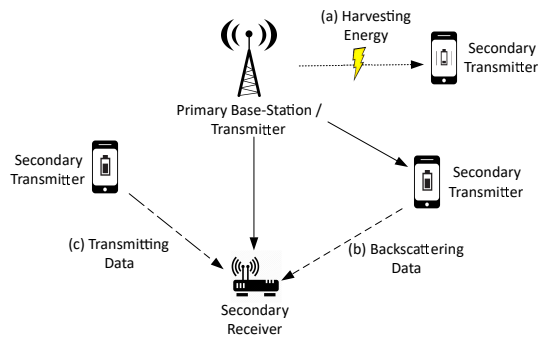 (a) Harvesting
Energy
Secondary
Transmitter
Primary Base-Station /
Transmitter
Secondary
Transmitter
Secondary
Transmitter
(c) Transmitting
Data
(b) Backscattering
Data
Secondary
Receiver